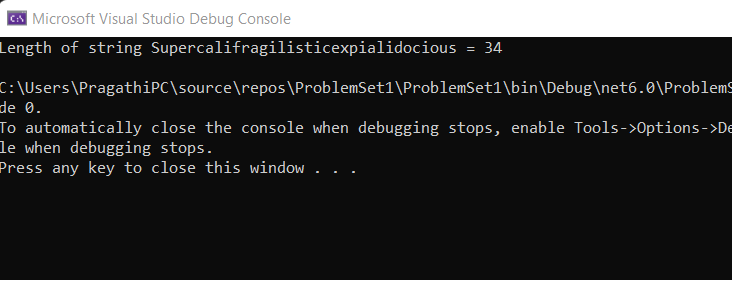 Microsoft Visual Studio Debug Console
Length of string Supercalifragilisticexpialidocious = 34
C:\Users\PragathiPC\source\repos\ProblemSet1\ProblemSet1\bin\Debug\net6.0\ProblemS
de 0.
To automatically close the console when debugging stops, enable Tools->Options->De
le when debugging stops.
Press any key to close this window . . .